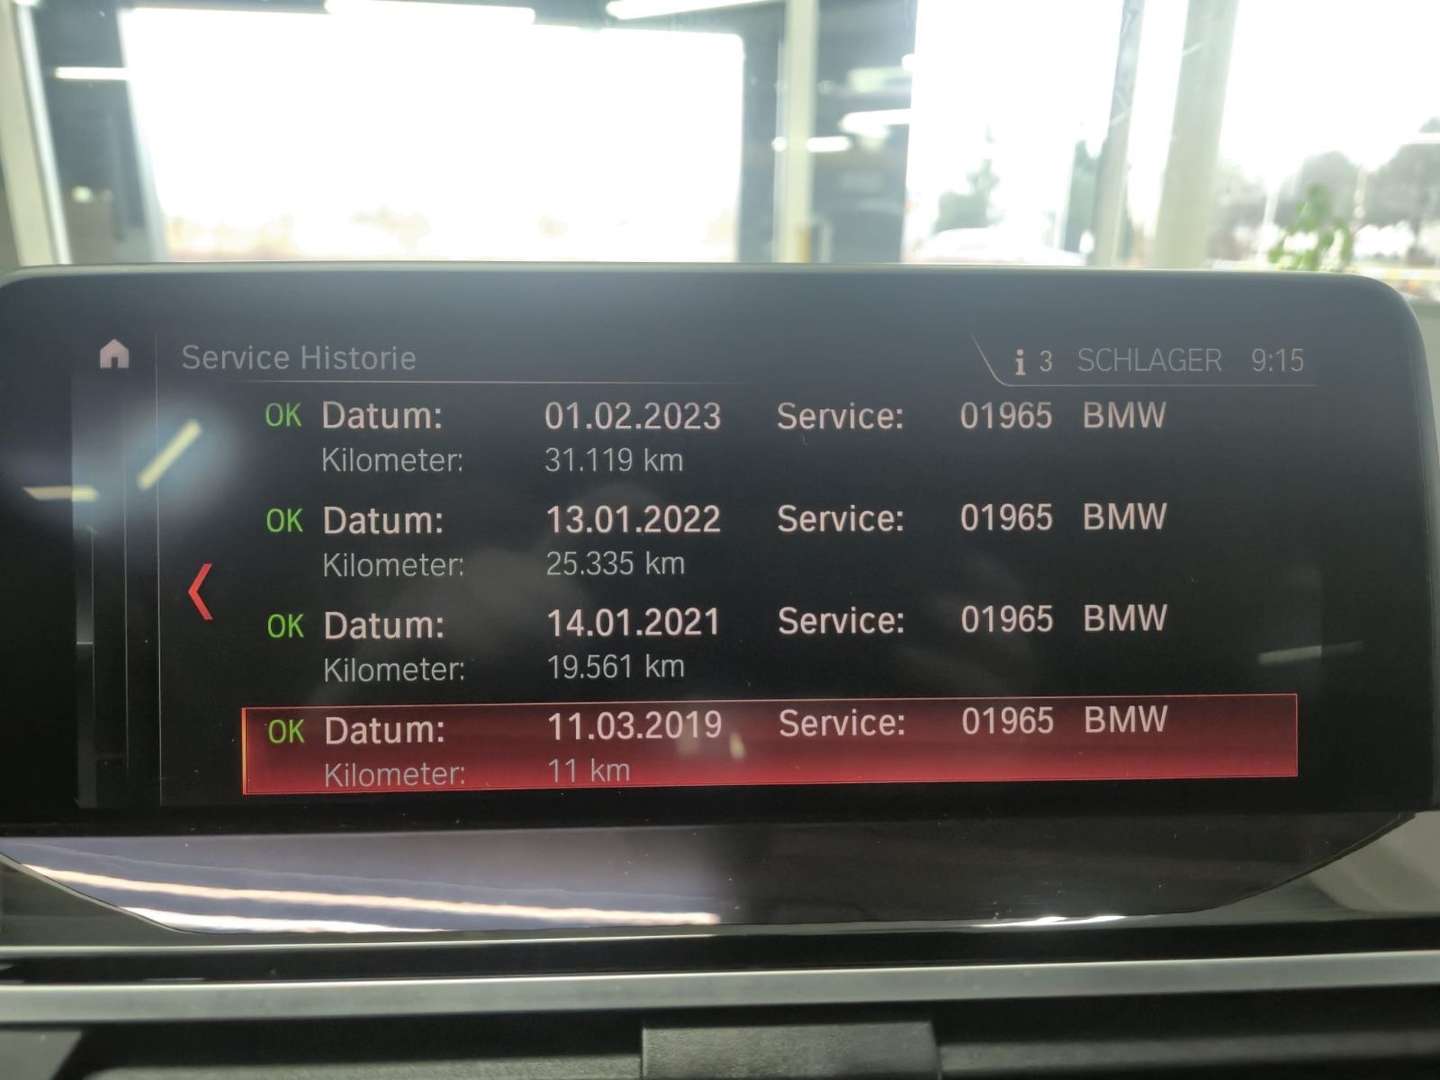 Service Historie i 3 SCHLAGER 9:15
OK Datum: 01.02.2023 Service: 01965 BMW
Kilometer: 31.119 km
OK Datum: 13.01.2022 Service: 01965 BMW
Kilometer: 25.335 km
OK Datum: 14.01.2021 Service: 01965 BMW
Kilometer: 19.561 km
OK Datum: 11.03.2019 Service: 01965 BMW
Kilometer: 11 km